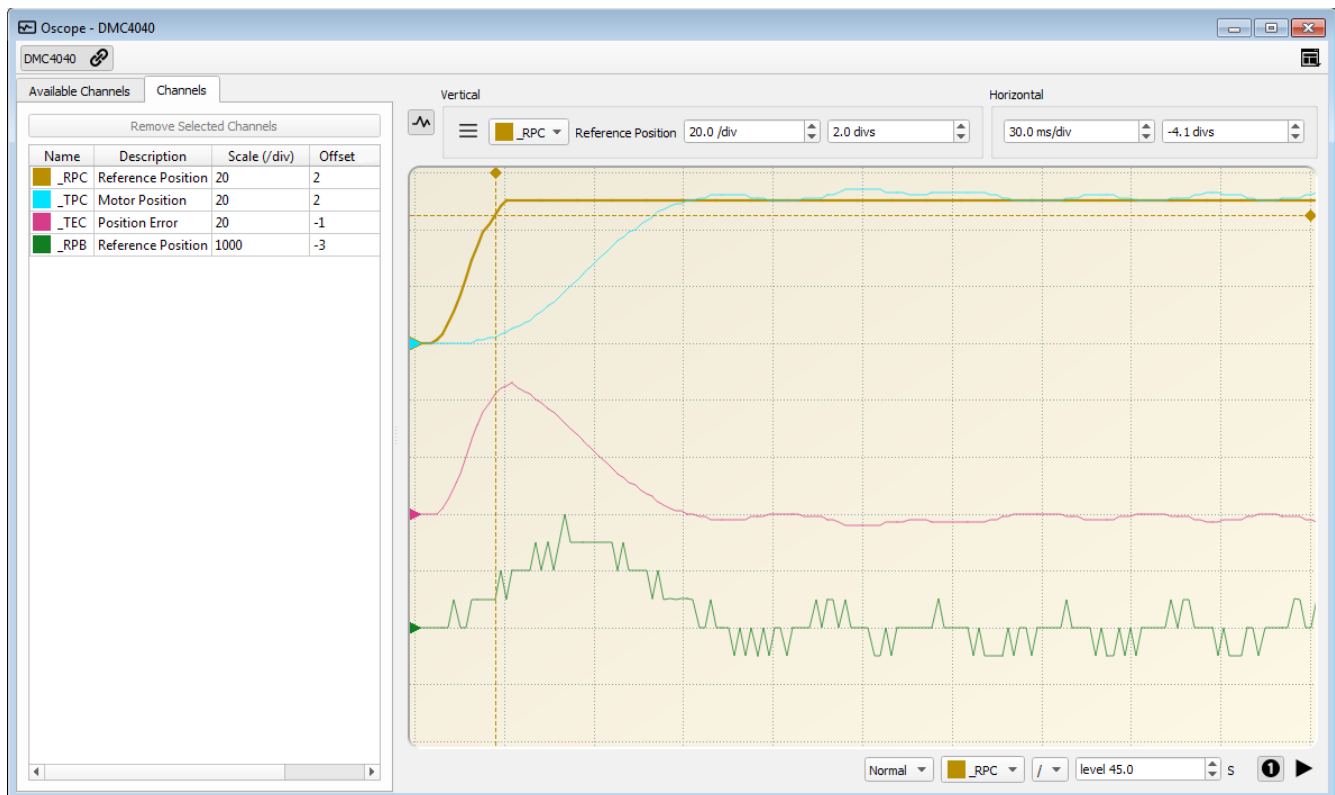 Oscope - DMC4040
DMC4040
Available Channels Channels
Remove Selected Channels
Name Description Scale (/div) Offset
_RPC Reference Position 20 2
_TPC Motor Position 20 2
_TEC Position Error 20 -1
_RPB Reference Position 1000 -3
Vertical
_RPC Reference Position 20.0 /div 2.0 divs
Horizontal
30.0 ms/div -4.1 divs
Normal _RPC / level 45.0 S 1